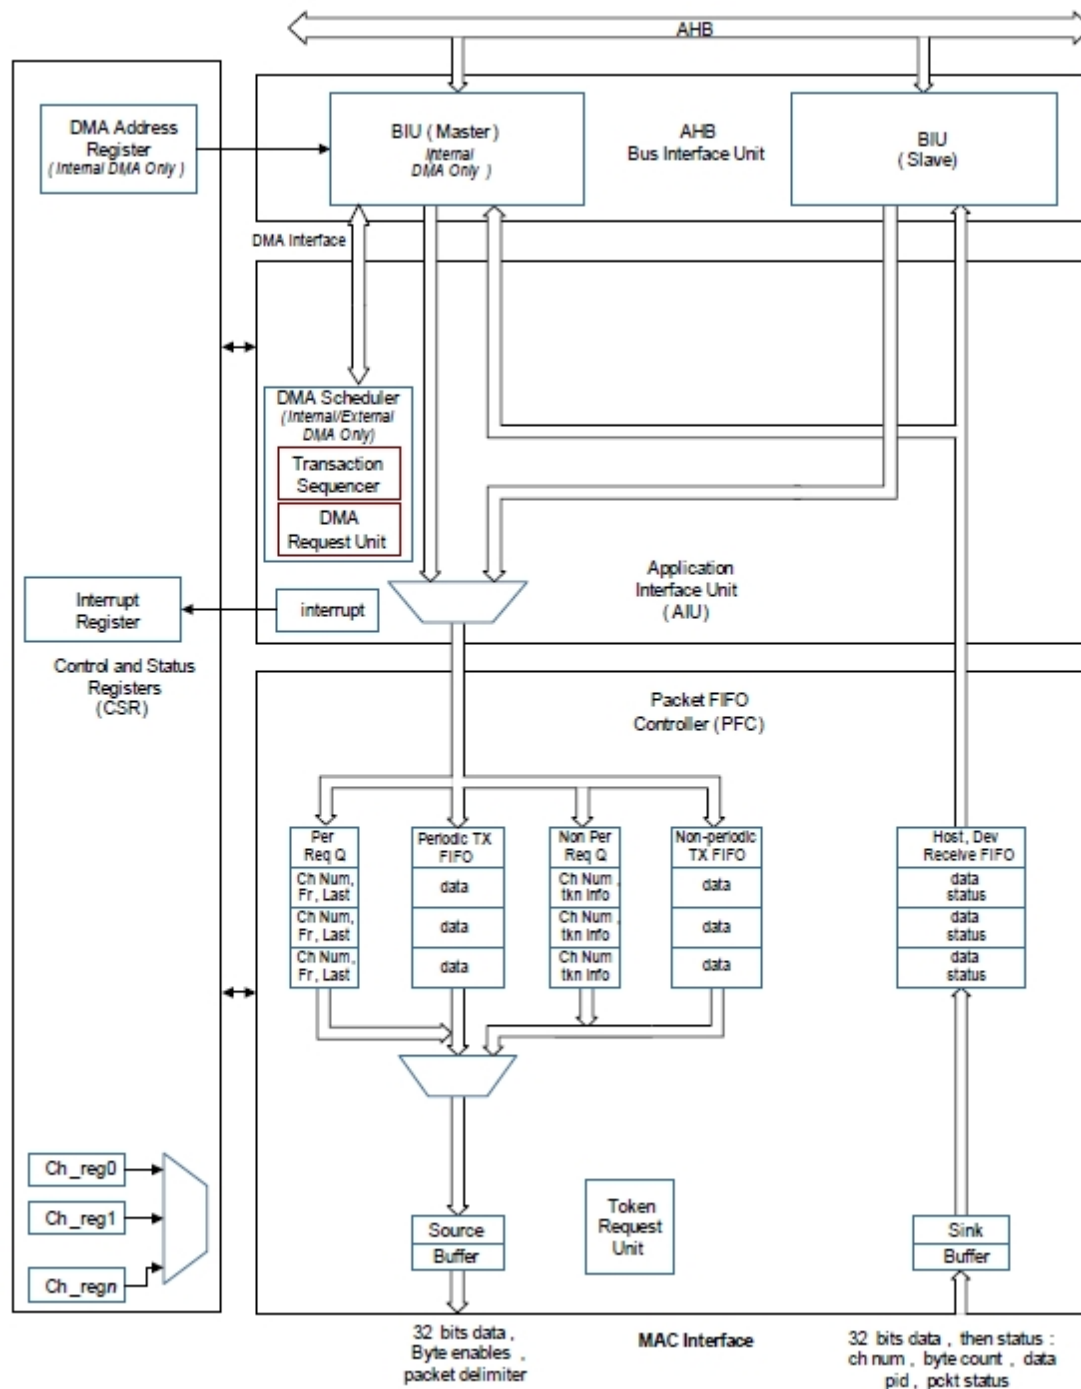 AHB
DMA Address
Register
( Internal DMA Only )
BIU ( Master )
Internal
DMA Only )
AHB
Bus Interface Unit
BIU
( Slave)
DMA Interface
DMA Scheduler
(Internal/External
DMA Only)
Transaction
Sequencer
DMA
Request Unit
Application
Interface Unit
( AIU)
Interrupt
Register
interrupt
Control and Status
Registers
(CSR)
Packet FIFO
Controller ( PFC)
Per
Req Q
Ch Num,
Fr, Last
Ch Num,
Fr, Last
Ch Num,
Fr, Last
Periodic TX
FIFO
data
data
data
Non Per
Req Q
Ch Num ,
tkn Info
Ch Num ,
tkn Info
Ch Num
tkn Info
Non-periodic
TX FIFO
data
data
data
Host, Dev
Receive FIFO
data
status
data
status
data
status
Ch _reg0
Ch _reg1
Ch _regn
Source
Buffer
Token
Request
Unit
Sink
Buffer
32 bits data ,
Byte enables ,
packet delimiter
MAC Interface
32 bits data , then status :
ch num , byte count , data
pid , pckt status